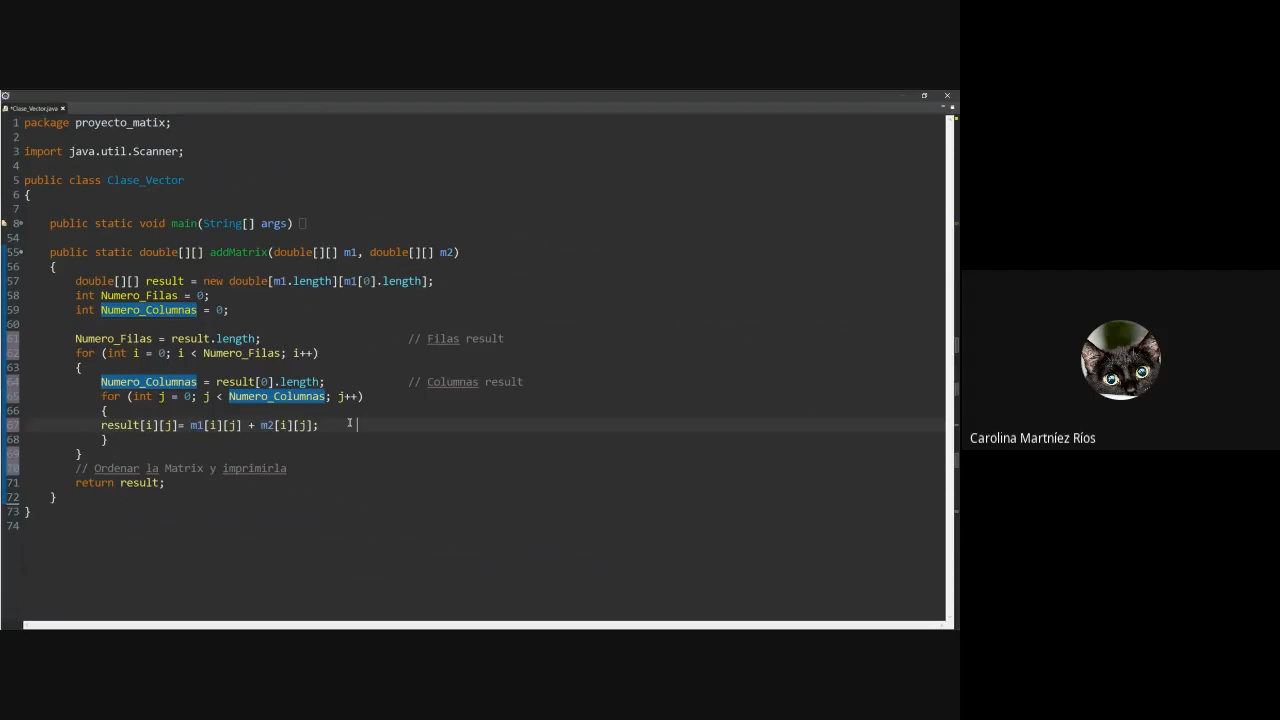 *Clase_Vector.java
1 package proyecto_matix;
2
3 import java.util.Scanner;
4
5 public class Clase_Vector
6 {
7
8 public static void main(String[] args)
54
55 public static double[][] addMatrix(double[][] m1, double[][] m2)
56 {
57 double[][] result = new double[m1.length][m1[0].length];
58 int Numero_Filas = 0;
59 int Numero_Columnas = 0;
60
61 Numero_Filas = result.length; // Filas result
62 for (int i = 0; i < Numero_Filas; i++)
63 {
64 Numero_Columnas = result[0].length; // Columnas result
65 for (int j = 0; j < Numero_Columnas; j++)
66 {
67 result[i][j]= m1[i][j] + m2[i][j];
68 }
69 }
70 // Ordenar la Matrix y imprimirla
71 return result;
72 }
73 }
74
Carolina Martníez Ríos